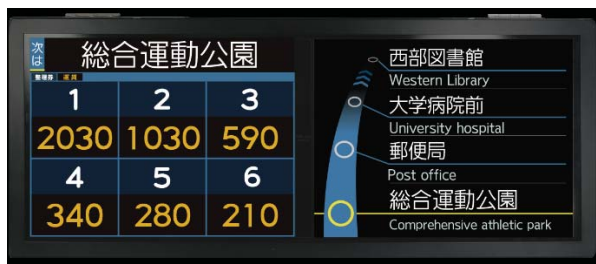 次は 総合運動公園
整理券 運賃
1 2 3
2030 1030 590
4 5 6
340 280 210
西部図書館
Western Library
大学病院前
University hospital
郵便局
Post office
総合運動公園
Comprehensive athletic park